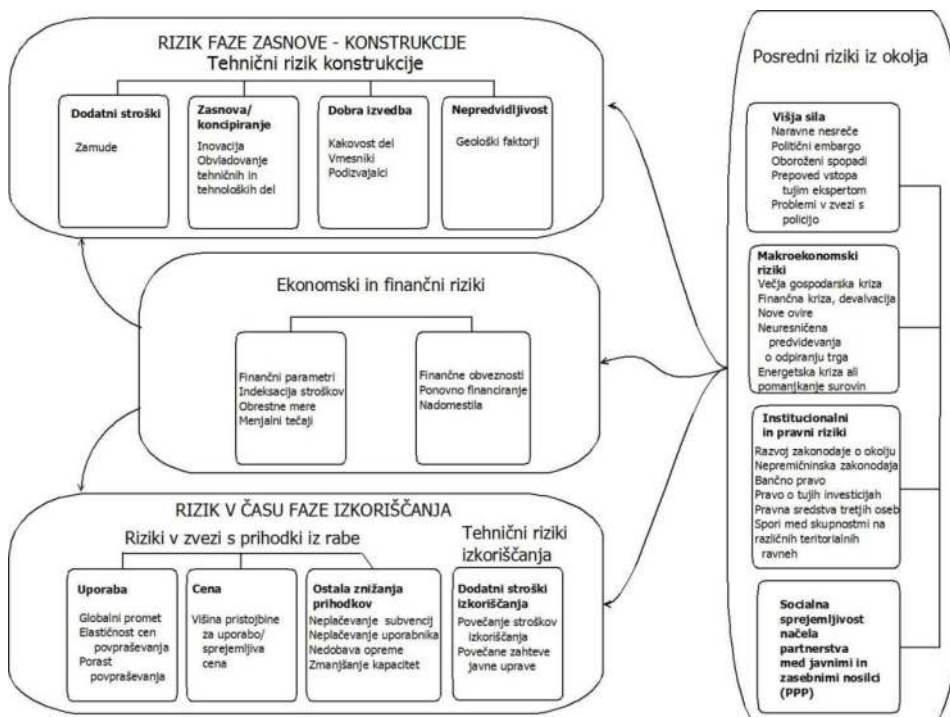 RIZIK FAZE ZASNOVE - KONSTRUKCIJE
Tehnični rizik konstrukcije
Dodatni stroški
Zamude
Zasnova/
koncipiranje
Inovacija
Obvladovanje
tehničnih in
tehnoloških del
Dobra izvedba
Kakovost del
Vmesniki
Podizvajalci
Nepredvidljivost
Geološki faktorji
Ekonomski in finančni riziki
Finančni parametri
Indeksacija stroškov
Obrestne mere
Menjalni tečaji
Finančne obveznosti
Ponovno financiranje
Nadomestila
RIZIK V ČASU FAZE IZKORIŠČANJA
Riziki v zvezi s prihodki iz rabe
Tehnični riziki
izkoriščanja
Uporaba
Globalni promet
Elastičnost cen
povpraševanja
Porast
povpraševanja
Cena
Višina pristojbine
za uporabo/
sprejemljiva
cena
Ostala znižanja
prihodkov
Neplačevanje subvencij
Neplačevanje uporabnika
Nedobava opreme
Zmanjšanje kapacitet
Dodatni stroški
izkoriščanja
Povečanje stroškov
izkoriščanja
Povečane zahteve
javne uprave
Posredni riziki iz okolja
Višja sila
Naravne nesreče
Politični embargo
Oboroženi spopadi
Prepoved vstopa
tujim ekspertom
Problemi v zvezi s
policijo
Makroekonomski
riziki
Večja gospodarska kriza
Finančna kriza, devalvacija
Nove ovire
Neuresničena
predvidevanja
o odpiranju trga
Energetska kriza ali
pomanjkanje surovin
Institucionalni
in pravni riziki
Razvoj zakonodaje o okolju
Nepremičninska zakonodaja
Bančno pravo
Pravo o tujih investicijah
Pravna sredstva tretjih oseb
Spori med skupnostmi na
različnih teritorialnih
ravneh
Socialna
sprejemljivost
načela
partnerstva
med javnimi in
zasebnimi nosilci
(PPP)